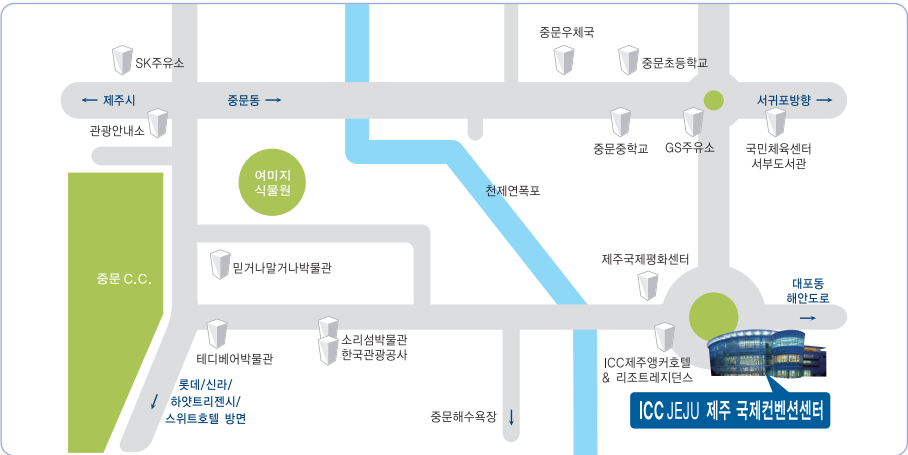 중문우체국
SK주유소
중문초등학교
← 제주시
중문동 →
서귀포방향 →
관광안내소
중문중학교
GS주유소
국민체육센터
서부도서관
여미지
식물원
천제연폭포
중문 C.C.
믿거나말거나박물관
제주국제평화센터
대포동
해안도로
→
소리섬박물관
한국관광공사
테디베어박물관
ICC제주앵커호텔
& 리조트레지던스
롯데/신라/
하얏트리젠시/
스위트호텔 방면
중문해수욕장
ICC JEJU 제주 국제컨벤션센터